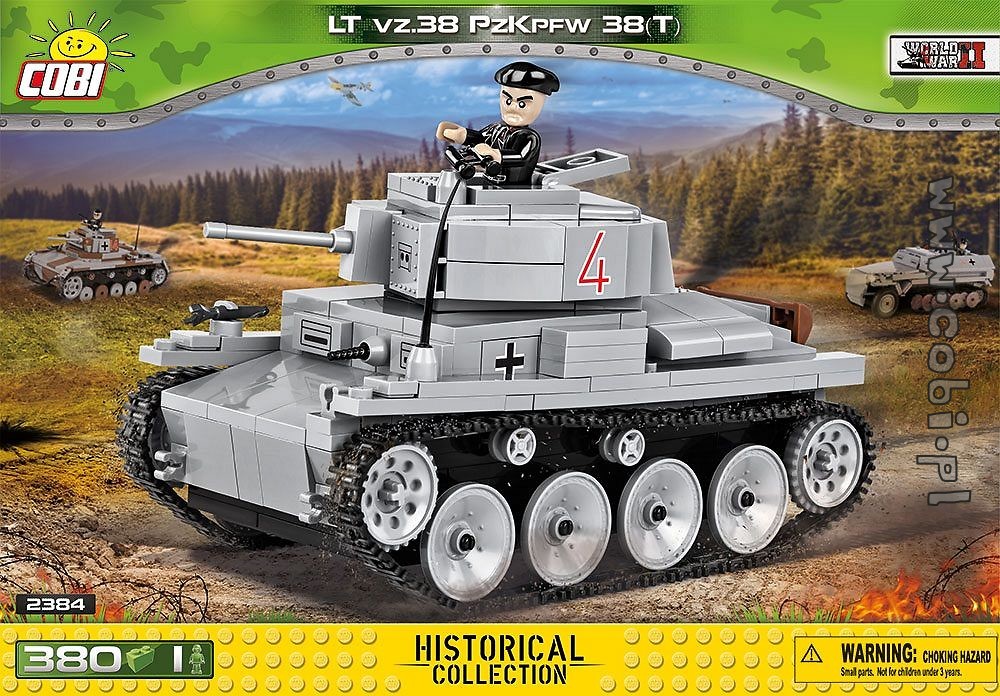 LT vz.38 PzKpfw 38(T)
COBI
WORLD WAR II
4
www.cobi.pl
2384
380 1
HISTORICAL
COLLECTION
WARNING: CHOKING HAZARD
Small parts. Not for children under 3 years.